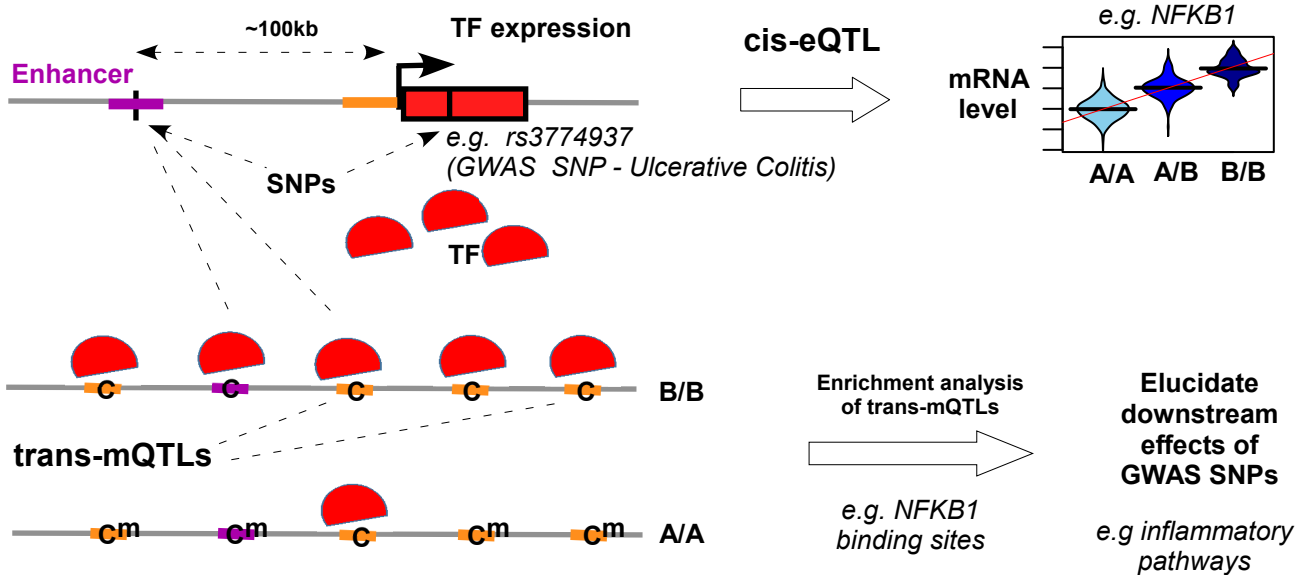 ~100kb
TF expression
Enhancer
e.g. rs3774937
(GWAS SNP - Ulcerative Colitis)
SNPs
cis-eQTL
e.g. NFKB1
mRNA
level
A/A A/B B/B
TF
C C C C C
B/B
trans-mQTLs
Cm Cm C Cm Cm
A/A
Enrichment analysis
of trans-mQTLs
e.g. NFKB1
binding sites
Elucidate
downstream
effects of
GWAS SNPs
e.g inflammatory
pathways